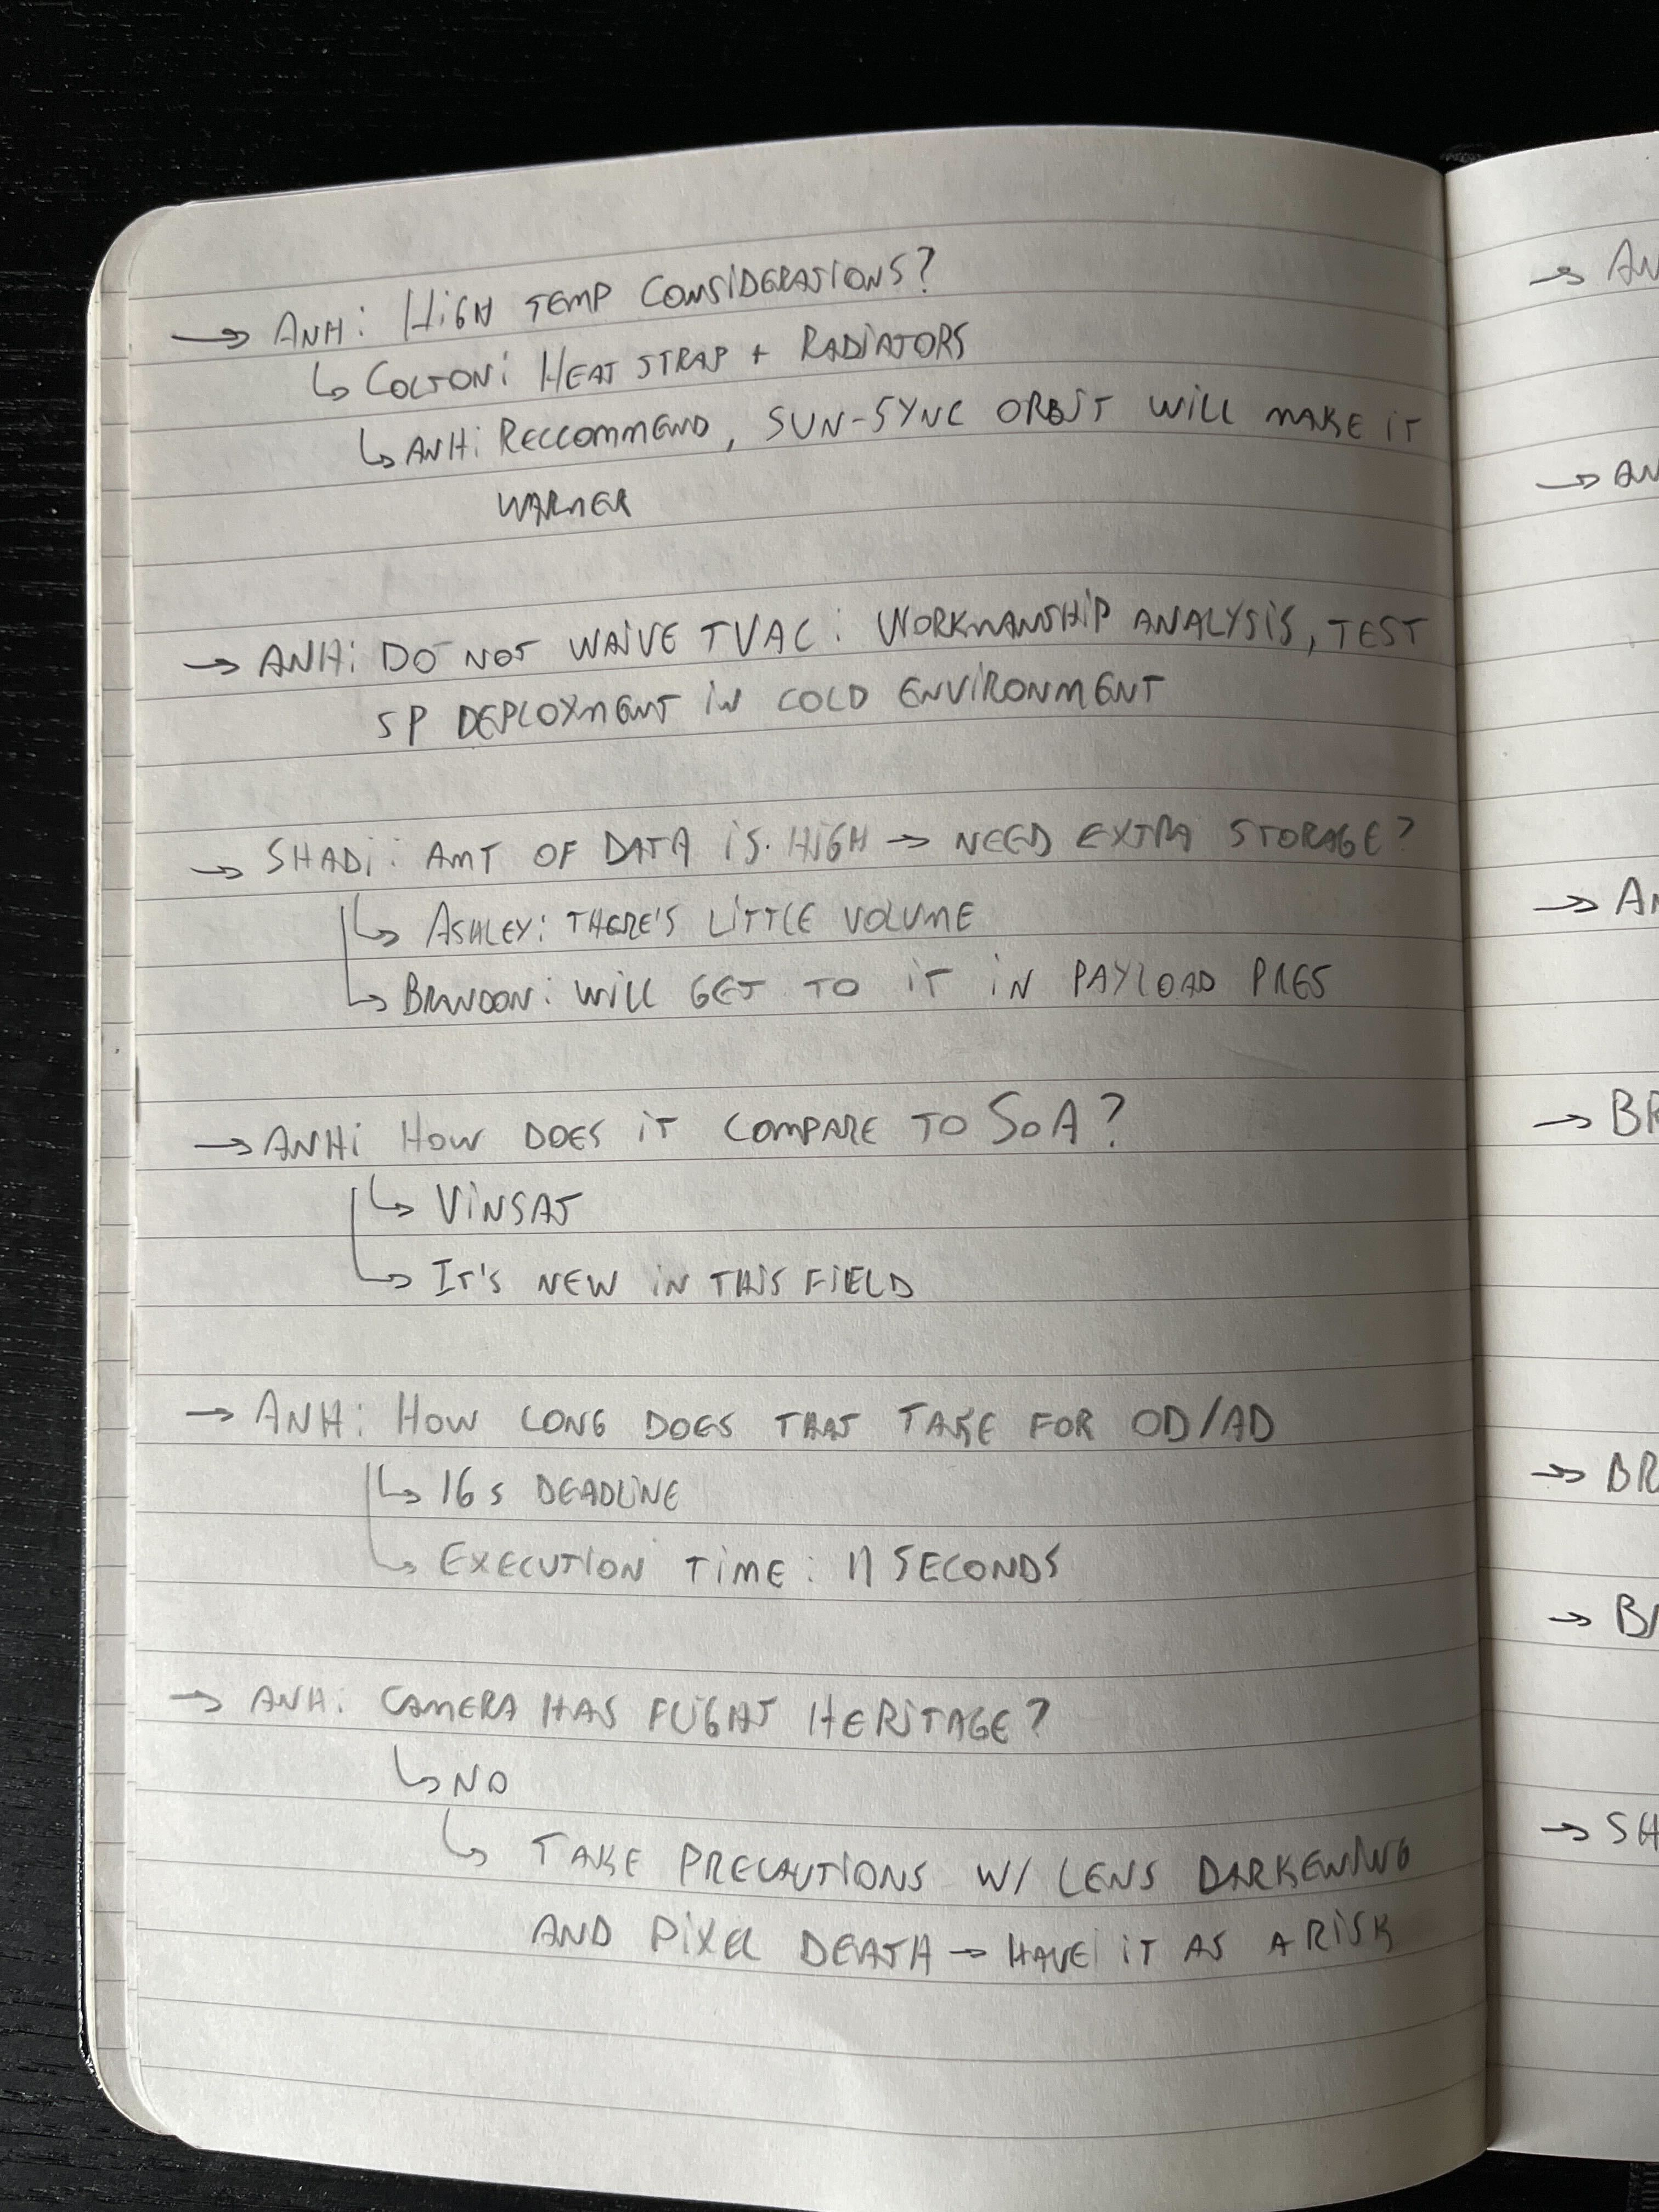 → ANH: HIGH TEMP CONSIDERATIONS?
↳ COLTON: HEAT STRAP + RADIATORS
↳ ANH: RECCOMMEND, SUN-SYNC ORBIT WILL MAKE IT
WARMER
→ ANH: DO NOT WAIVE TVAC: WORKMANSHIP ANALYSIS, TEST
SP DEPLOYMENT IN COLD ENVIRONMENT
→ SHADI: AMT OF DATA IS HIGH → NEED EXTRA STORAGE?
↳ ASHLEY: THERE'S LITTLE VOLUME
↳ BRANDON: WILL GET TO IT IN PAYLOAD PRES
→ ANH: HOW DOES IT COMPARE TO SOA?
↳ VINSAT
↳ IT'S NEW IN THIS FIELD
→ ANH: HOW LONG DOES THAT TAKE FOR OD/AD
↳ 16 s DEADLINE
↳ EXECUTION TIME: 11 SECONDS
→ ANH: CAMERA HAS FLIGHT HERITAGE?
↳ NO
↳ TAKE PRECAUTIONS W/ LENS DARKENING
AND PIXEL DEATH → HAVE IT AS A RISK
→ AN
→ AN
→ AN
→ BR
→ BR
→ SH